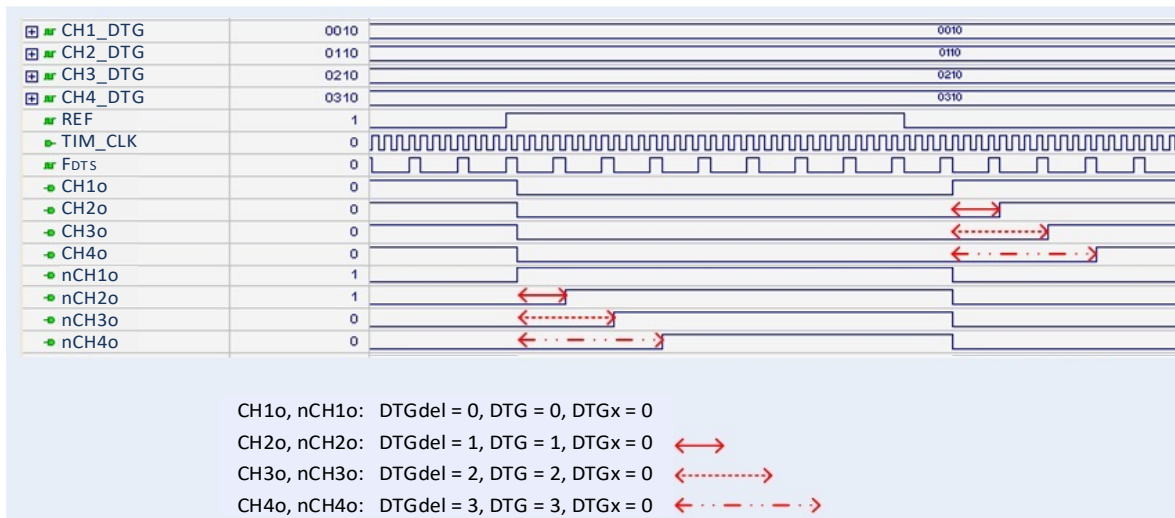 CH1_DTG 0010 0010
CH2_DTG 0110 0110
CH3_DTG 0210 0210
CH4_DTG 0310 0310
REF 1
TIM_CLK 0
FDTS 0
CH1o 0
CH2o 0
CH3o 0
CH4o 0
nCH1o 1
nCH2o 1
nCH3o 0
nCH4o 0
CH1o, nCH1o: DTGdel = 0, DTG = 0, DTGx = 0
CH2o, nCH2o: DTGdel = 1, DTG = 1, DTGx = 0
CH3o, nCH3o: DTGdel = 2, DTG = 2, DTGx = 0
CH4o, nCH4o: DTGdel = 3, DTG = 3, DTGx = 0